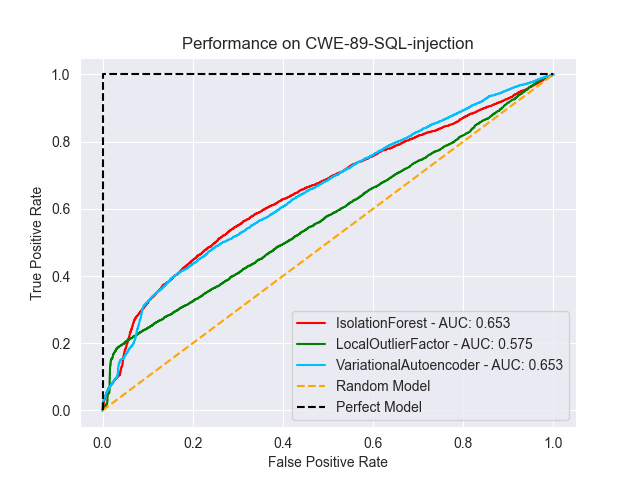 Performance on CWE-89-SQL-injection
True Positive Rate
1.0
0.8
0.6
0.4
0.2
0.0
IsolationForest - AUC: 0.653
LocalOutlierFactor - AUC: 0.575
VariationalAutoencoder - AUC: 0.653
Random Model
Perfect Model
0.0 0.2 0.4 0.6 0.8 1.0
False Positive Rate